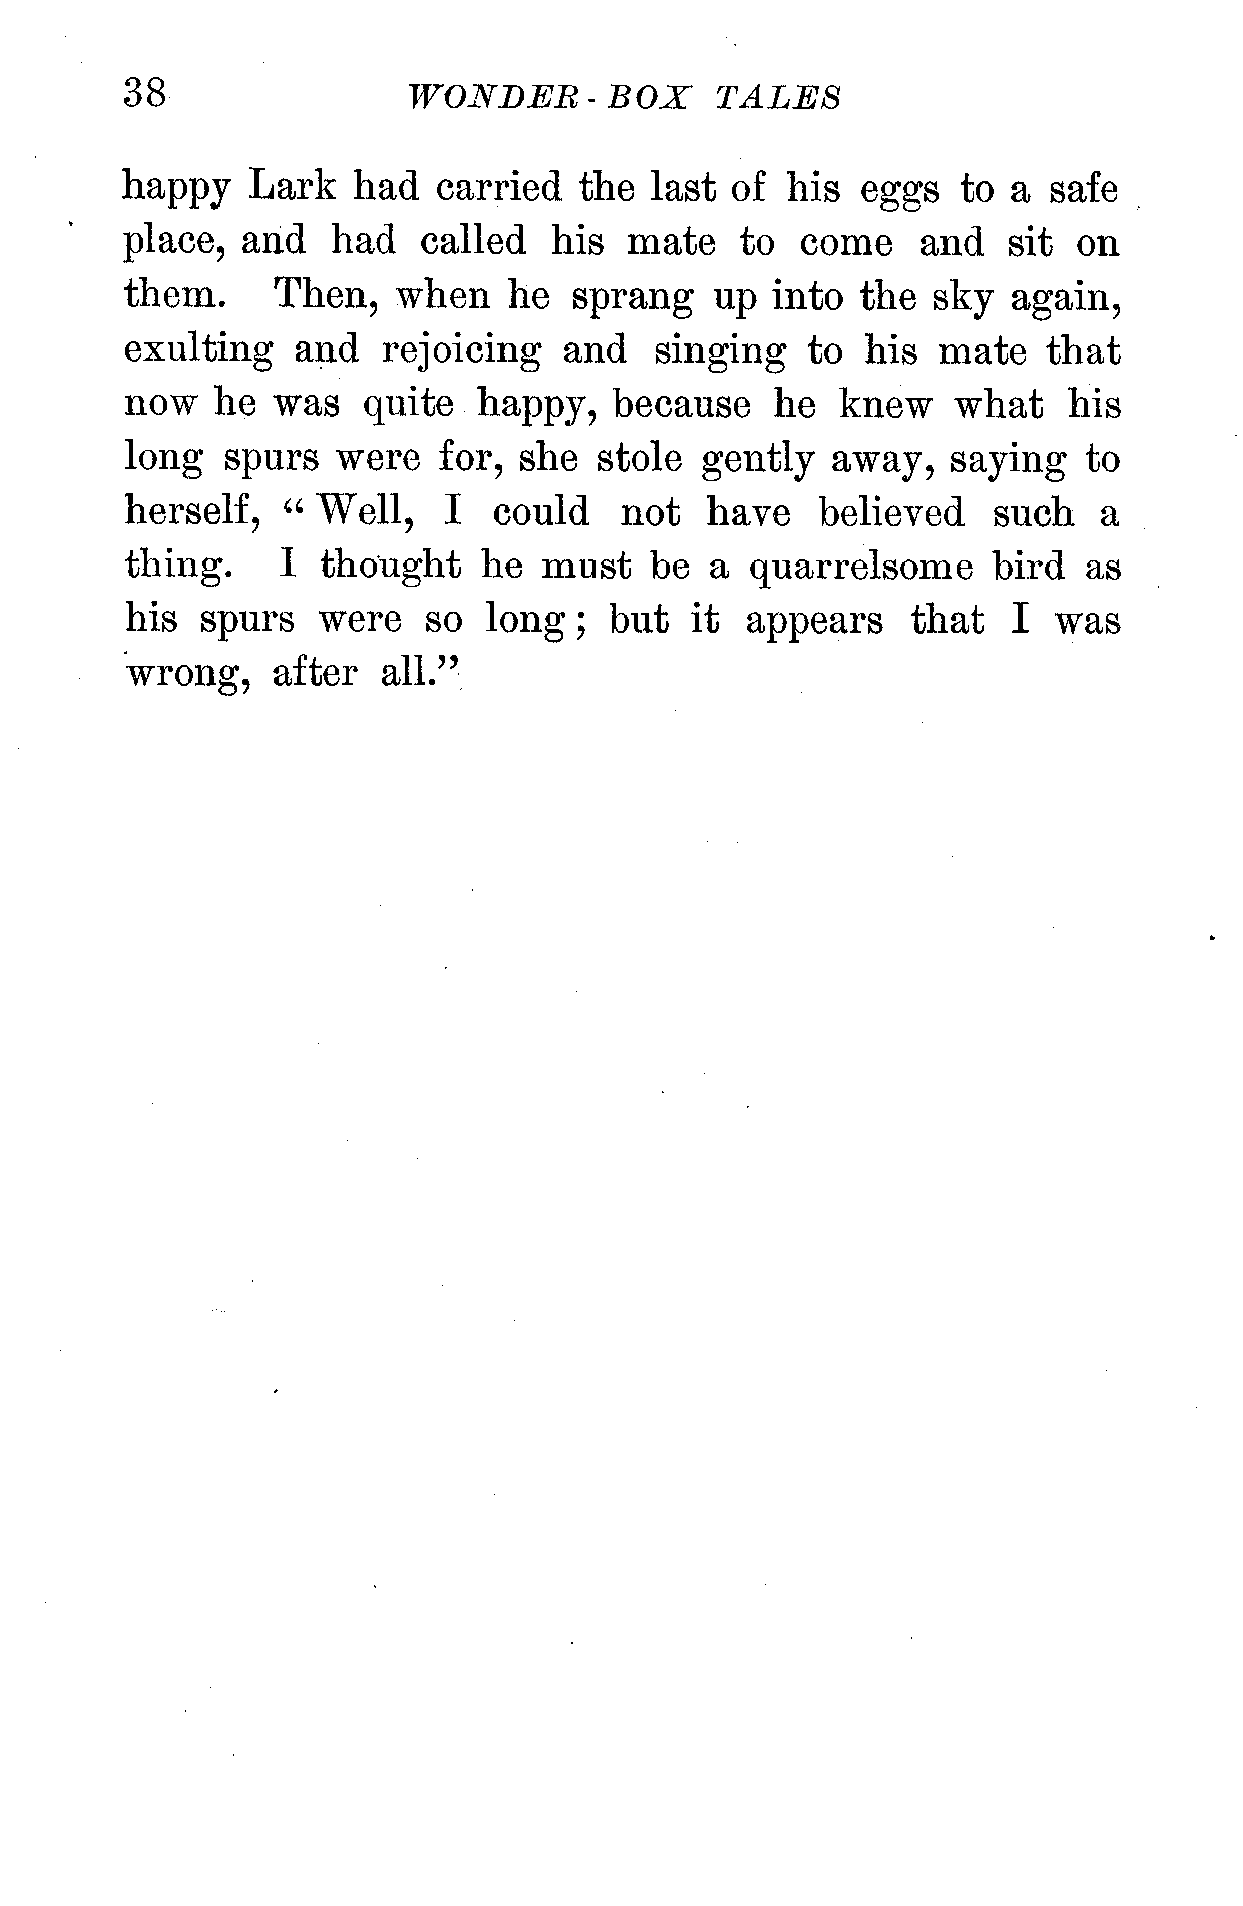 38 WONDER-BOX TALES
happy Lark had carried the last of his eggs to a safe
place, and had called his mate to come and sit on
them. Then, when he sprang up into the sky again,
exulting and rejoicing and singing to his mate that
now he was quite happy, because he knew what his
long spurs were for, she stole gently away, saying to
herself, “Well, I could not have believed such a
thing. I thought he must be a quarrelsome bird as
his spurs were so long; but it appears that I was
wrong, after all.”